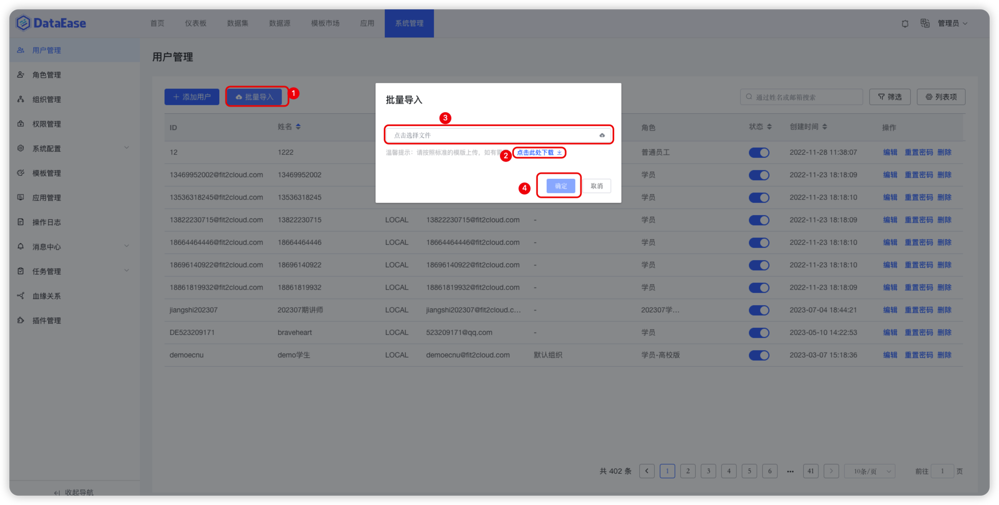 DataEase
首页 仪表板 数据集 数据源 模板市场 应用 系统管理 管理员
用户管理
角色管理
组织管理
权限管理
系统配置
模板管理
应用管理
操作日志
消息中心
任务管理
血缘关系
插件管理
收起导航
用户管理
添加用户 批量导入 1 通过姓名或邮箱搜索 筛选 列表项
ID 姓名 角色 状态 创建时间 操作
12 1222 普通员工 2022-11-28 11:38:07 编辑 重置密码 删除
13469952002@fit2cloud.com 13469952002 学员 2022-11-23 18:18:09 编辑 重置密码 删除
13536318245@fit2cloud.com 13536318245 学员 2022-11-23 18:18:10 编辑 重置密码 删除
13822230715@fit2cloud.com 13822230715 LOCAL 13822230715@fit2cloud.com - 学员 2022-11-23 18:18:09 编辑 重置密码 删除
18664464446@fit2cloud.com 18664464446 LOCAL 18664464446@fit2cloud.com - 学员 2022-11-23 18:18:10 编辑 重置密码 删除
18696140922@fit2cloud.com 18696140922 LOCAL 18696140922@fit2cloud.com - 学员 2022-11-23 18:18:10 编辑 重置密码 删除
18861819932@fit2cloud.com 18861819932 LOCAL 18861819932@fit2cloud.com - 学员 2022-11-23 18:18:09 编辑 重置密码 删除
jiangshi202307 202307期讲师 LOCAL jiangshi202307@fit2cloud.c... - 202307学... 2023-07-04 18:44:21 编辑 重置密码 删除
DE523209171 braveheart LOCAL 523209171@qq.com - 学员 2023-05-10 14:22:53 编辑 重置密码 删除
demoecnu demo学生 LOCAL demoecnu@fit2cloud.com 默认组织 学员-高校版 2023-03-07 15:18:36 编辑 重置密码 删除
共 402 条 1 2 3 4 5 6 ••• 41 10条/页 前往 1 页
批量导入
3
点击选择文件
温馨提示：请按照标准的模版上传，如有需 2 点击此处下载
4 确定 取消